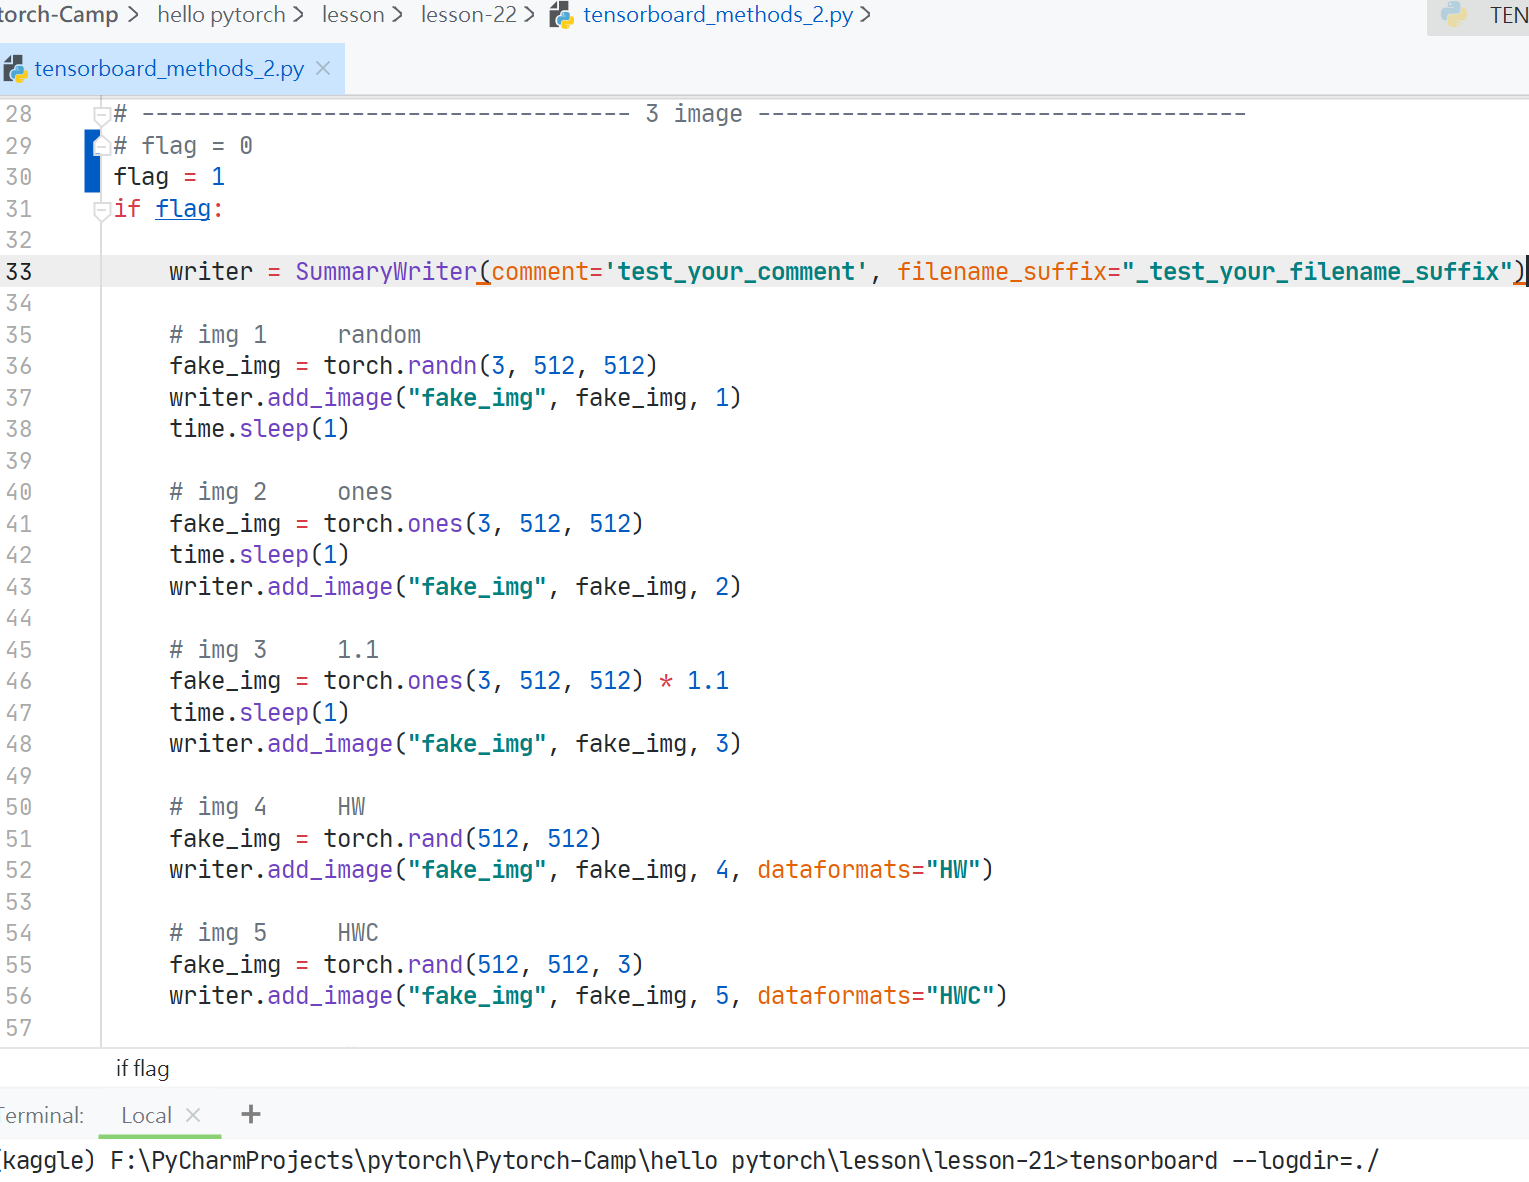 torch-Camp > hello pytorch > lesson > lesson-22 > tensorboard_methods_2.py > TEN
tensorboard_methods_2.py ×
28 # ----------------------------------- 3 image -----------------------------------
29 # flag = 0
30 flag = 1
31 if flag:
32
33     writer = SummaryWriter(comment='test_your_comment', filename_suffix="_test_your_filename_suffix")
34
35     # img 1     random
36     fake_img = torch.randn(3, 512, 512)
37     writer.add_image("fake_img", fake_img, 1)
38     time.sleep(1)
39
40     # img 2     ones
41     fake_img = torch.ones(3, 512, 512)
42     time.sleep(1)
43     writer.add_image("fake_img", fake_img, 2)
44
45     # img 3     1.1
46     fake_img = torch.ones(3, 512, 512) * 1.1
47     time.sleep(1)
48     writer.add_image("fake_img", fake_img, 3)
49
50     # img 4     HW
51     fake_img = torch.rand(512, 512)
52     writer.add_image("fake_img", fake_img, 4, dataformats="HW")
53
54     # img 5     HWC
55     fake_img = torch.rand(512, 512, 3)
56     writer.add_image("fake_img", fake_img, 5, dataformats="HWC")
57
if flag
Terminal: Local × +
(kaggle) F:\PyCharmProjects\pytorch\Pytorch-Camp\hello pytorch\lesson\lesson-21>tensorboard --logdir=./